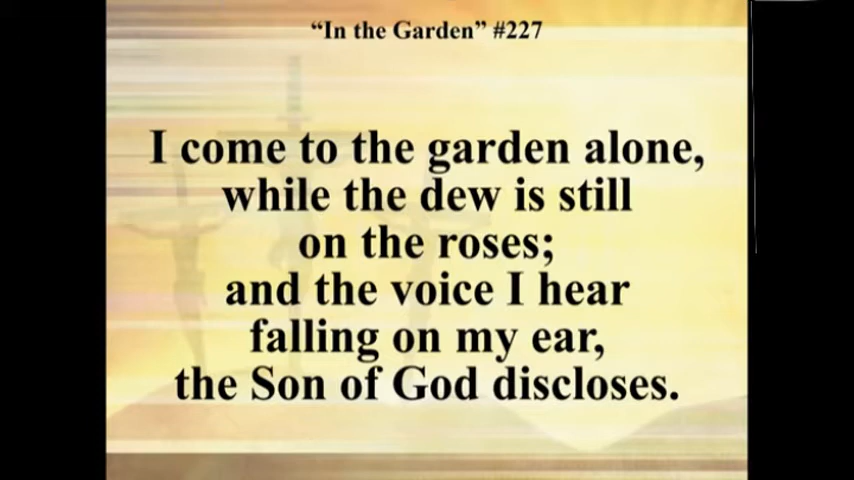 “In the Garden” #227
I come to the garden alone,
while the dew is still
on the roses;
and the voice I hear
falling on my ear,
the Son of God discloses.